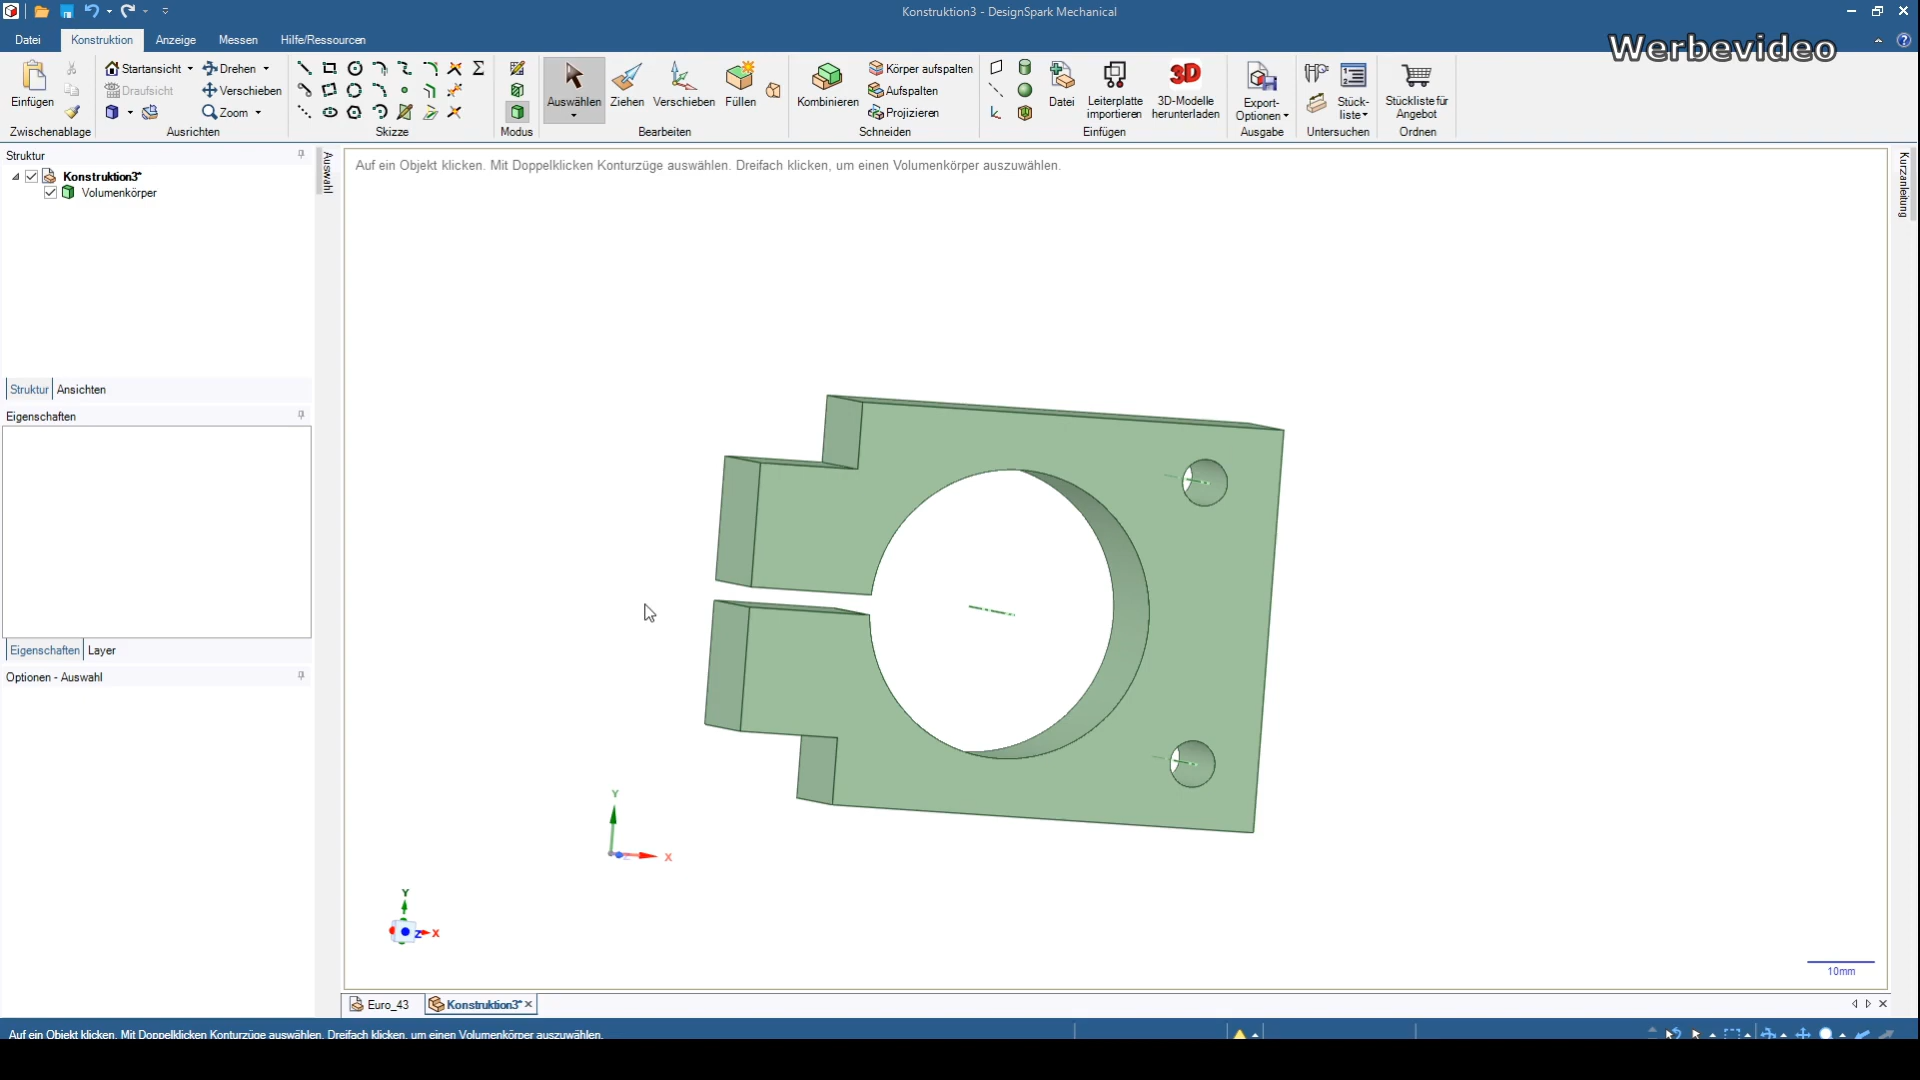 Konstruktion3 - DesignSpark Mechanical
Datei Konstruktion Anzeige Messen Hilfe/Ressourcen
Werbevideo
Einfügen
Zwischenablage
Startansicht Drehen
Draufsicht Verschieben
Zoom
Ausrichten
Skizze
Modus
Auswählen Ziehen Verschieben Füllen
Bearbeiten
Kombinieren
Körper aufspalten
Aufspalten
Projizieren
Schneiden
Datei
Leiterplatte importieren
3D
3D-Modelle herunterladen
Einfügen
Export-Optionen
Ausgabe
Stück-liste
Untersuchen
Stückliste für Angebot
Ordnen
Struktur
Konstruktion3*
Volumenkörper
Struktur Ansichten
Eigenschaften
Eigenschaften Layer
Optionen - Auswahl
Auswahl
Auf ein Objekt klicken. Mit Doppelklicken Konturzüge auswählen. Dreifach klicken, um einen Volumenkörper auszuwählen.
Kurzanleitung
Y
X
Y
Z X
10mm
Euro_43 Konstruktion3*
Auf ein Objekt klicken. Mit Doppelklicken Konturzüge auswählen. Dreifach klicken, um einen Volumenkörper auszuwählen.